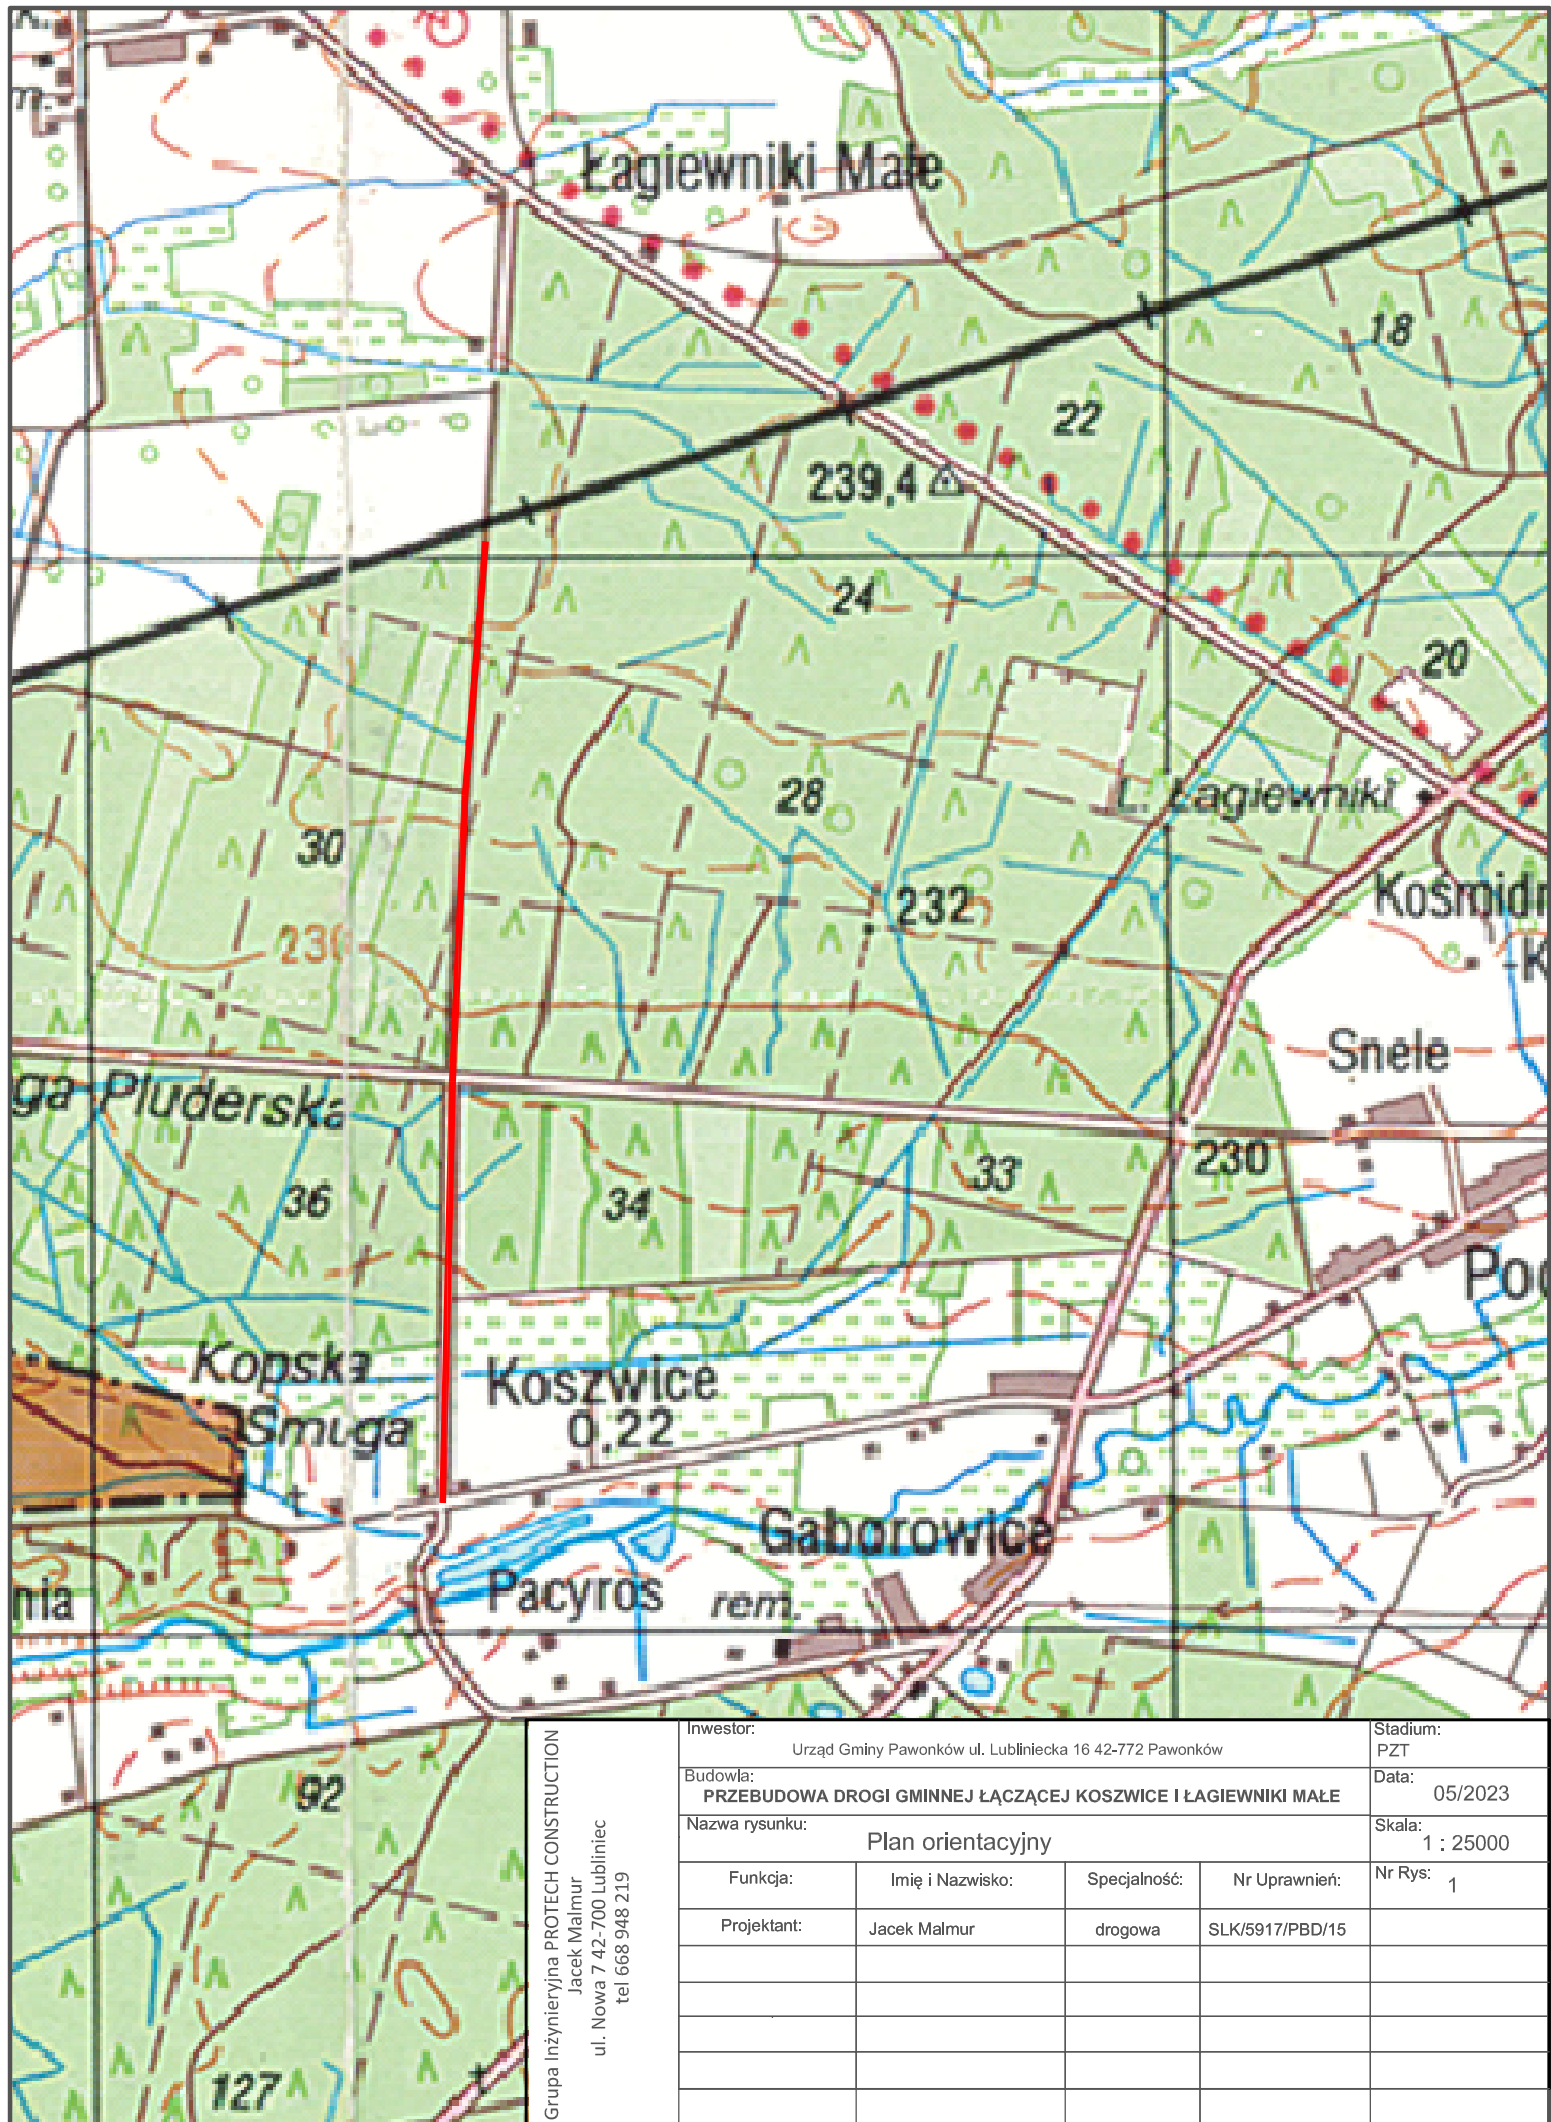 m.
Łagiewniki Małe
18
22
239,4
24
20
28
L. Łagiewniki
30
232
Kośmidr
-K
230
Snele
ga Pluderska
230
33
36
34
Poc
Kopska
Smuga
Koszwice
0.22
Gaborowice
nia
Pacyros
rem.
92
127
Grupa Inżynieryjna PROTECH CONSTRUCTION
Jacek Malmur
ul. Nowa 7 42-700 Lubliniec
tel 668 948 219
Inwestor:
Urząd Gminy Pawonków ul. Lubliniecka 16 42-772 Pawonków
Stadium:
PZT
Budowla:
PRZEBUDOWA DROGI GMINNEJ ŁĄCZĄCEJ KOSZWICE I ŁAGIEWNIKI MAŁE
Data:
05/2023
Nazwa rysunku:
Plan orientacyjny
Skala:
1 : 25000
Funkcja: Imię i Nazwisko: Specjalność: Nr Uprawnień: Nr Rys: 1
Projektant: Jacek Malmur drogowa SLK/5917/PBD/15